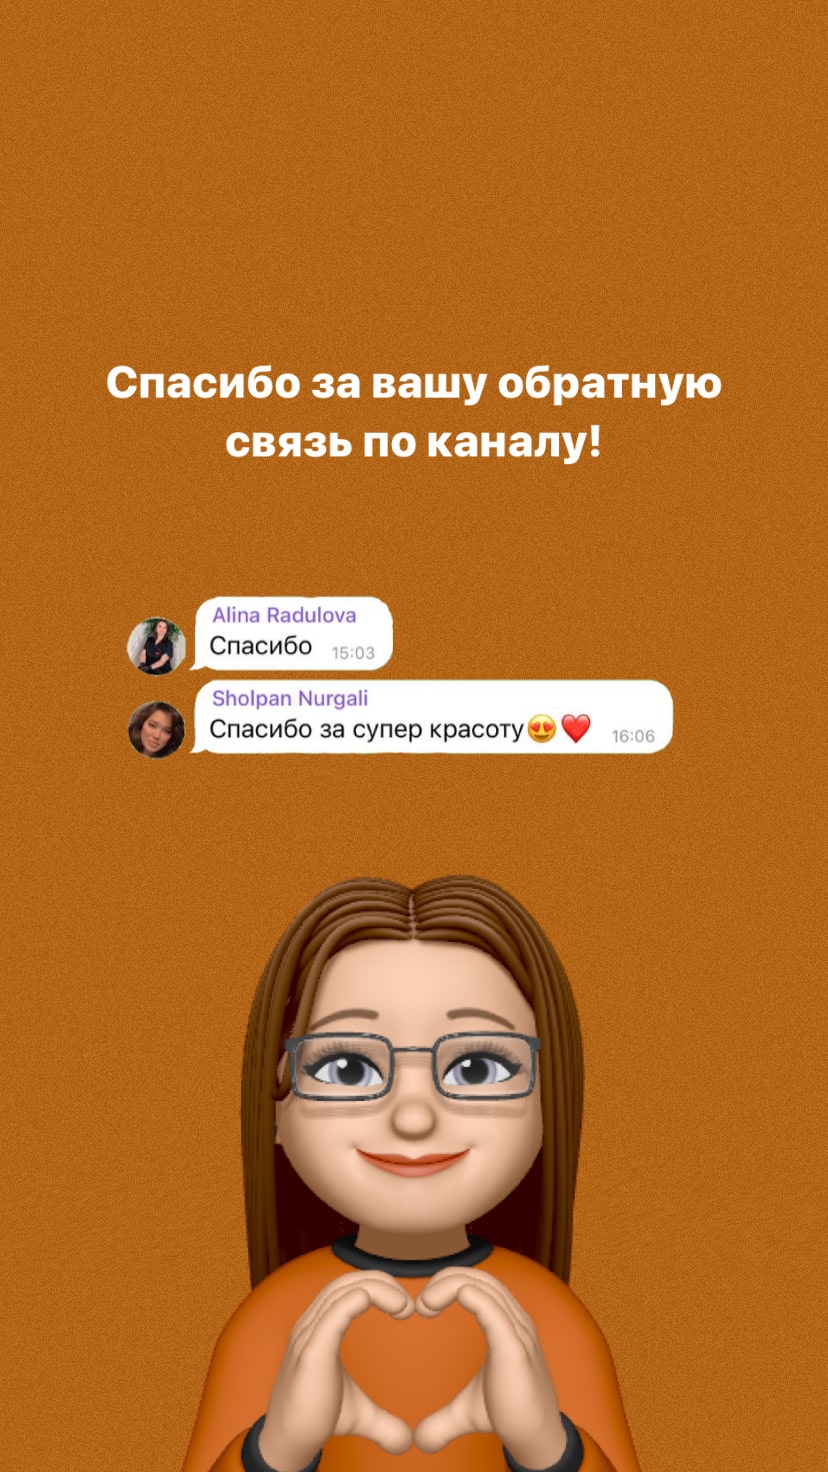 Спасибо за вашу обратную
связь по каналу!
Alina Radulova
Спасибо 15:03
Sholpan Nurgali
Спасибо за супер красоту😍❤️ 16:06